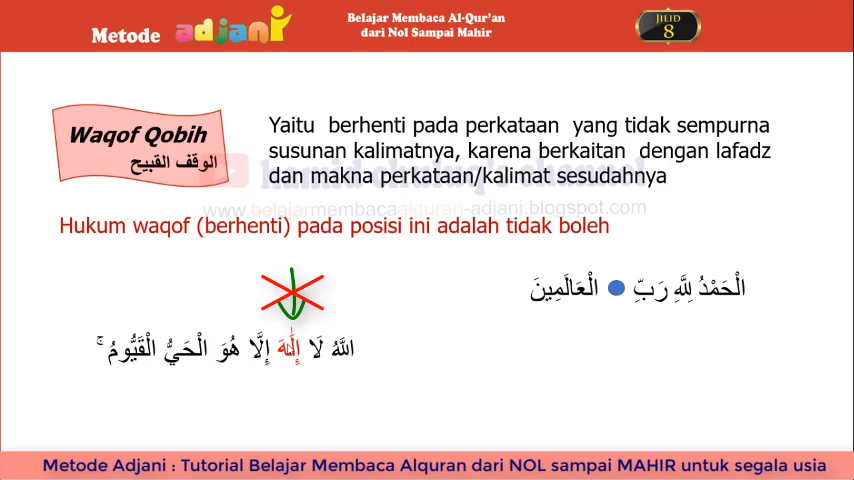 Metode adjani
Belajar Membaca Al-Qur'an
dari Nol Sampai Mahir
JILID
8
Waqof Qobih
الوقف القبيح
Yaitu berhenti pada perkataan yang tidak sempurna
susunan kalimatnya, karena berkaitan dengan lafadz
dan makna perkataan/kalimat sesudahnya
hamid chuluq's channel
www.belajarmembacaalquran-adjani.blogspot.com
Hukum waqof (berhenti) pada posisi ini adalah tidak boleh
الْحَمْدُ لِلَّهِ رَبِّ الْعَالَمِينَ
اللَّهُ لَا إِلَٰهَ إِلَّا هُوَ الْحَيُّ الْقَيُّومُ ۚ
Metode Adjani : Tutorial Belajar Membaca Alquran dari NOL sampai MAHIR untuk segala usia